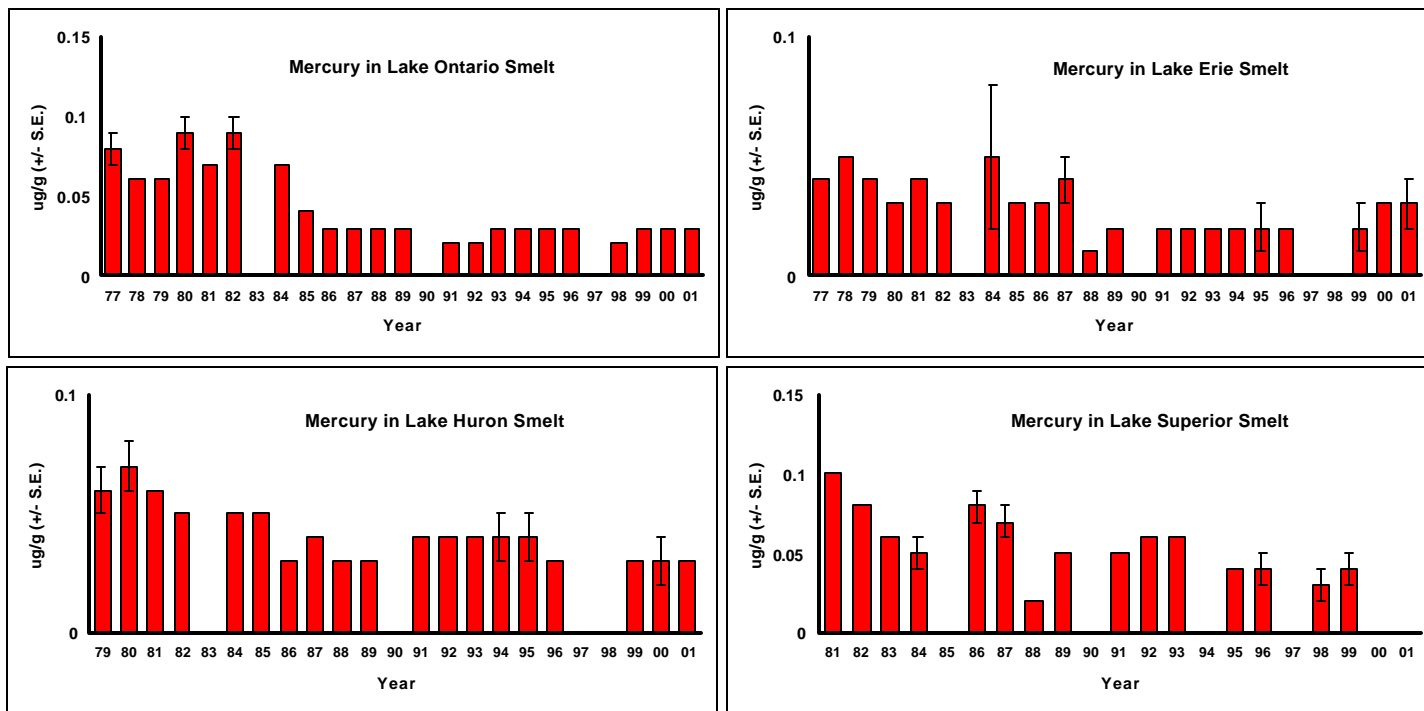 0.15
Mercury in Lake Ontario Smelt
0.1
0.05
0
ug/g (+/- S.E.)
77 78 79 80 81 82 83 84 85 86 87 88 89 90 91 92 93 94 95 96 97 98 99 00 01
Year
0.1
Mercury in Lake Erie Smelt
0
ug/g (+/- S.E.)
77 78 79 80 81 82 83 84 85 86 87 88 89 90 91 92 93 94 95 96 97 98 99 00 01
Year
0.1
Mercury in Lake Huron Smelt
0
ug/g (+/- S.E.)
79 80 81 82 83 84 85 86 87 88 89 90 91 92 93 94 95 96 97 98 99 00 01
Year
0.15
Mercury in Lake Superior Smelt
0.1
0.05
0
ug/g (+/- S.E.)
81 82 83 84 85 86 87 88 89 90 91 92 93 94 95 96 97 98 99 00 01
Year